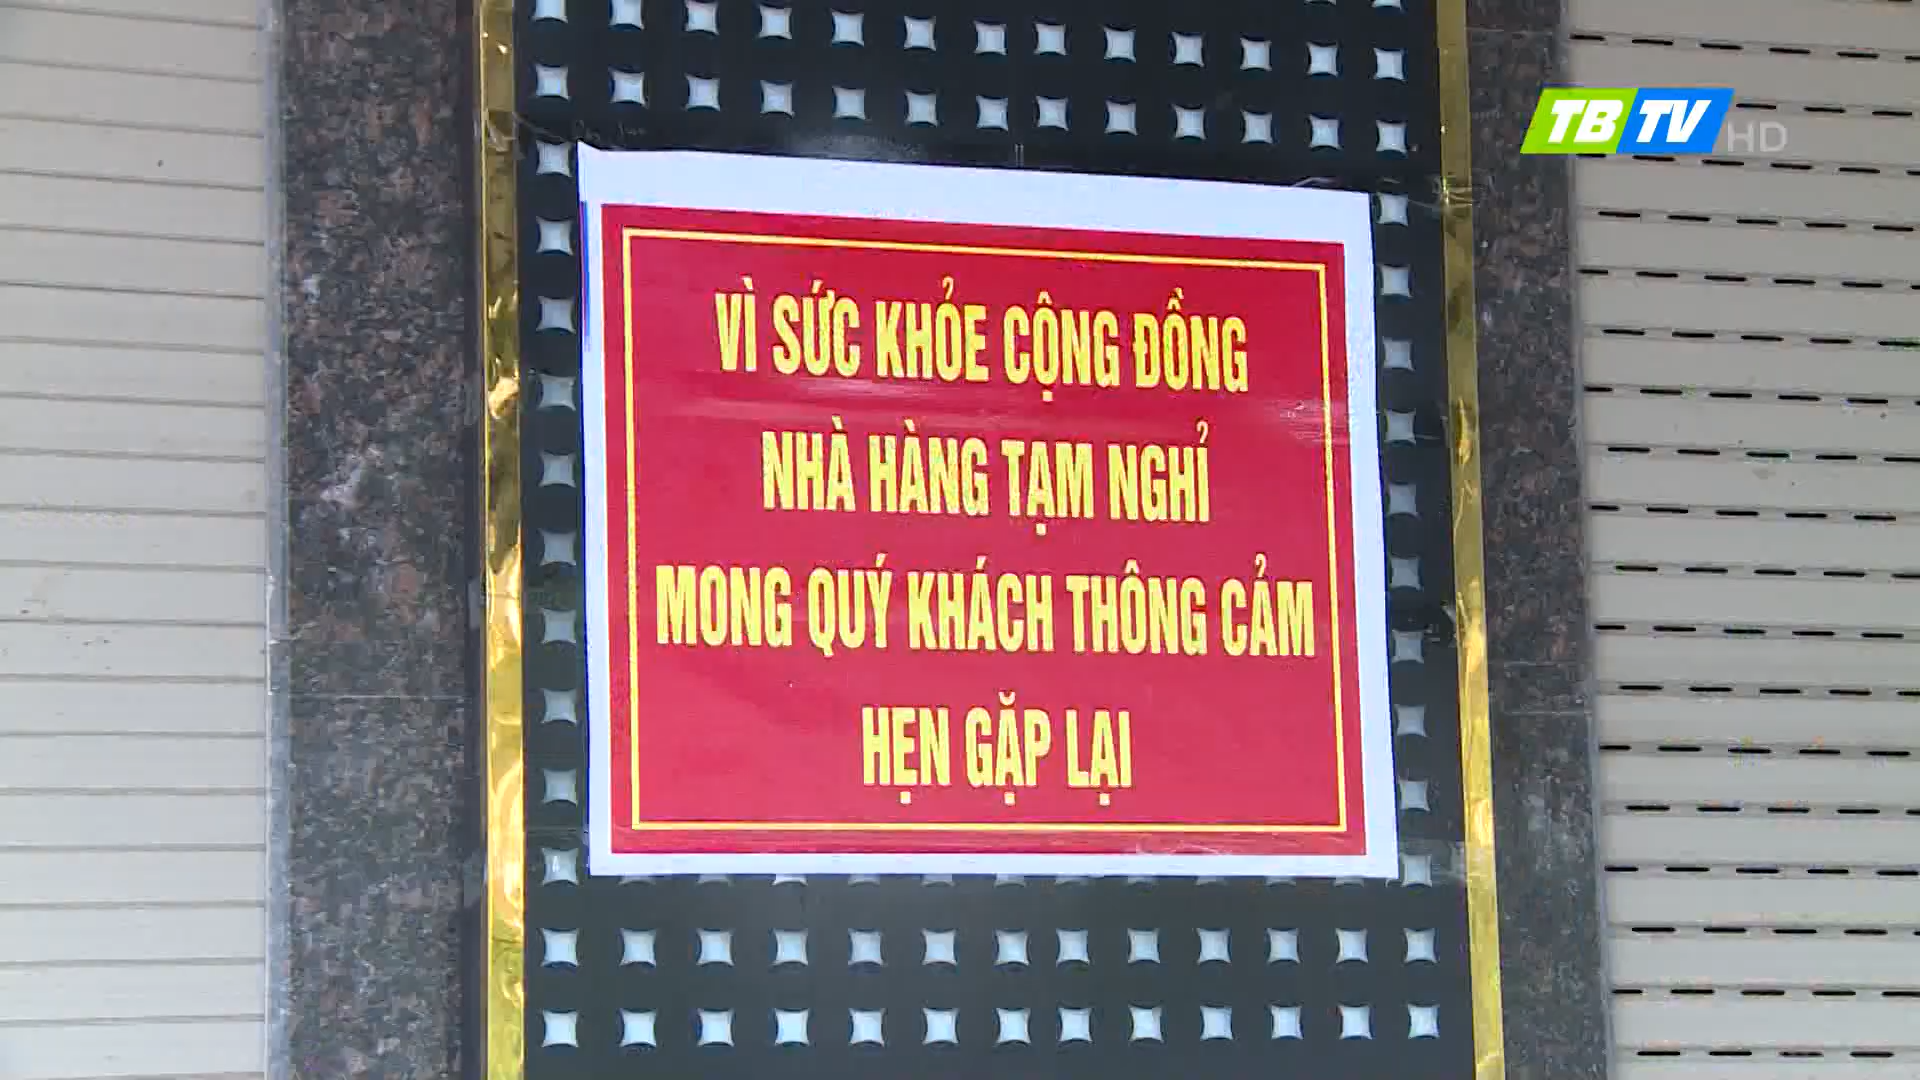 TBTV HD
VÌ SỨC KHỎE CỘNG ĐỒNG
NHÀ HÀNG TẠM NGHỈ
MONG QUÝ KHÁCH THÔNG CẢM
HẸN GẶP LẠI